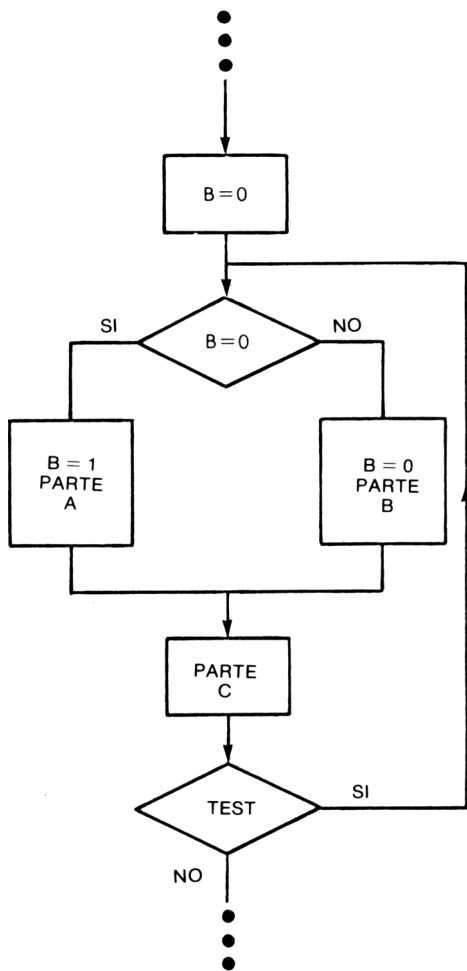 B=0
SI
B=0
NO
B = 1
PARTE
A
B = 0
PARTE
B
PARTE
C
TEST
SI
NO